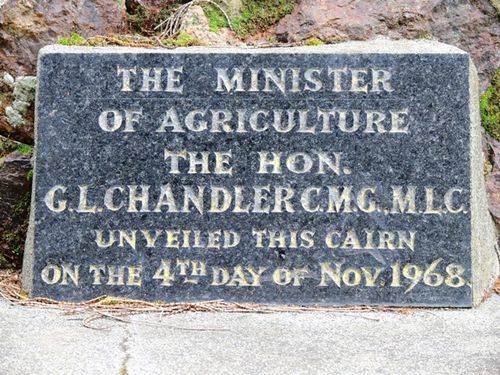 THE MINISTER
OF AGRICULTURE
THE HON.
G.L.CHANDLER C.M.G., M.L.C.
UNVEILED THIS CAIRN
ON THE 4TH DAY OF NOV. 1968.